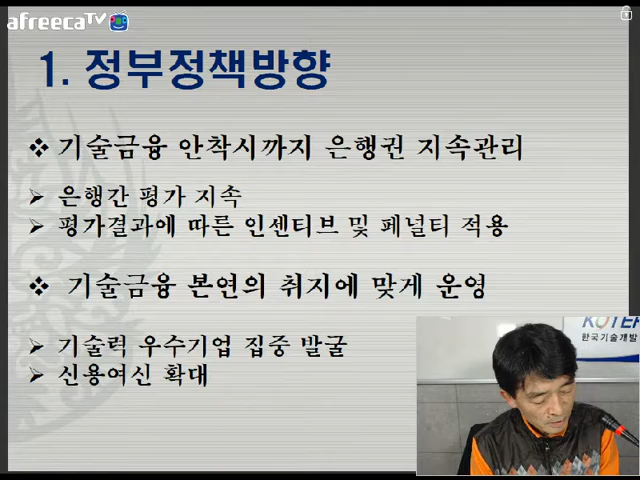 afreecaTV
1. 정부정책방향
❖ 기술금융 안착시까지 은행권 지속관리
➢ 은행간 평가 지속
➢ 평가결과에 따른 인센티브 및 페널티 적용
❖ 기술금융 본연의 취지에 맞게 운영
➢ 기술력 우수기업 집중 발굴
➢ 신용여신 확대
한국기술개발